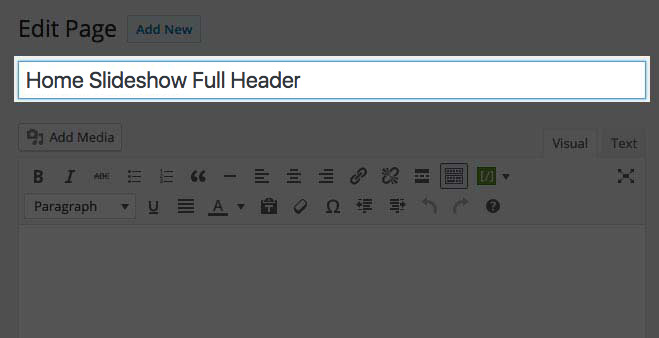 Edit Page Add New
Home Slideshow Full Header
Add Media Visual Text
B I ABC
Paragraph U A Ω